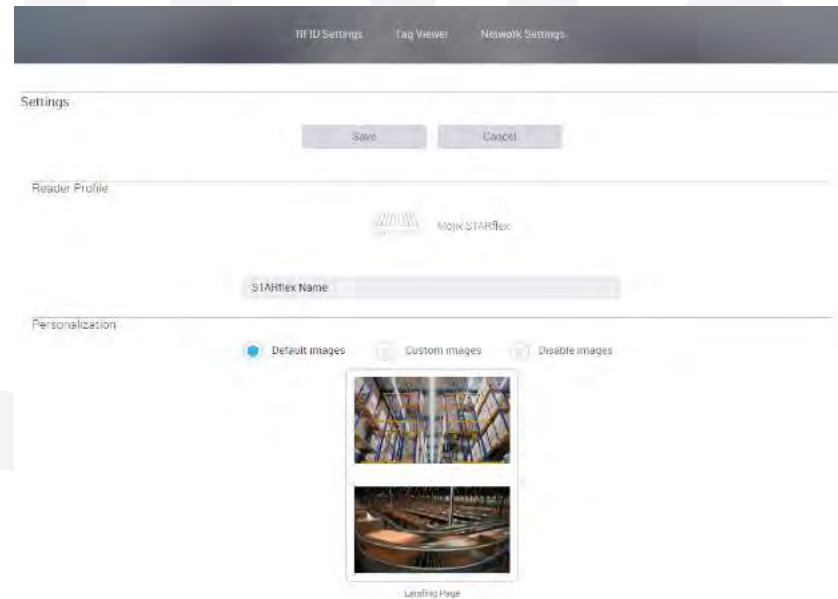 RFID Settings Tag Viewer Network Settings
Settings
Save Cancel
Reader Profile
Mojix STARflex
STARflex Name
Personalization
Default images Custom images Disable images
Landing Page